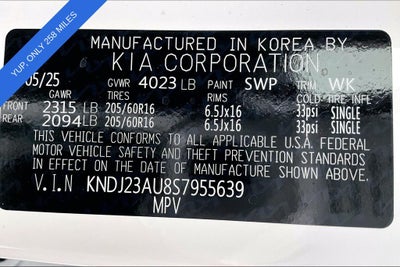 YUP, ONLY 258 MILES
MANUFACTURED IN KOREA BY
KIA CORPORATION
05/25 GVWR 4023 LB PAINT SWP TRIM WK
GAWR TIRES RIMS COLD TIRE INFL
FRONT 2315 LB 205/60R16 6.5Jx16 33psi SINGLE
REAR 2094 LB 205/60R16 6.5Jx16 33psi SINGLE
THIS VEHICLE CONFORMS TO ALL APPLICABLE U.S.A. FEDERAL
MOTOR VEHICLE SAFETY AND THEFT PREVENTION STANDARDS
IN EFFECT ON THE DATE OF MANUFACTURE SHOWN ABOVE.
V.I.N KNDJ23AU8S7955639
MPV